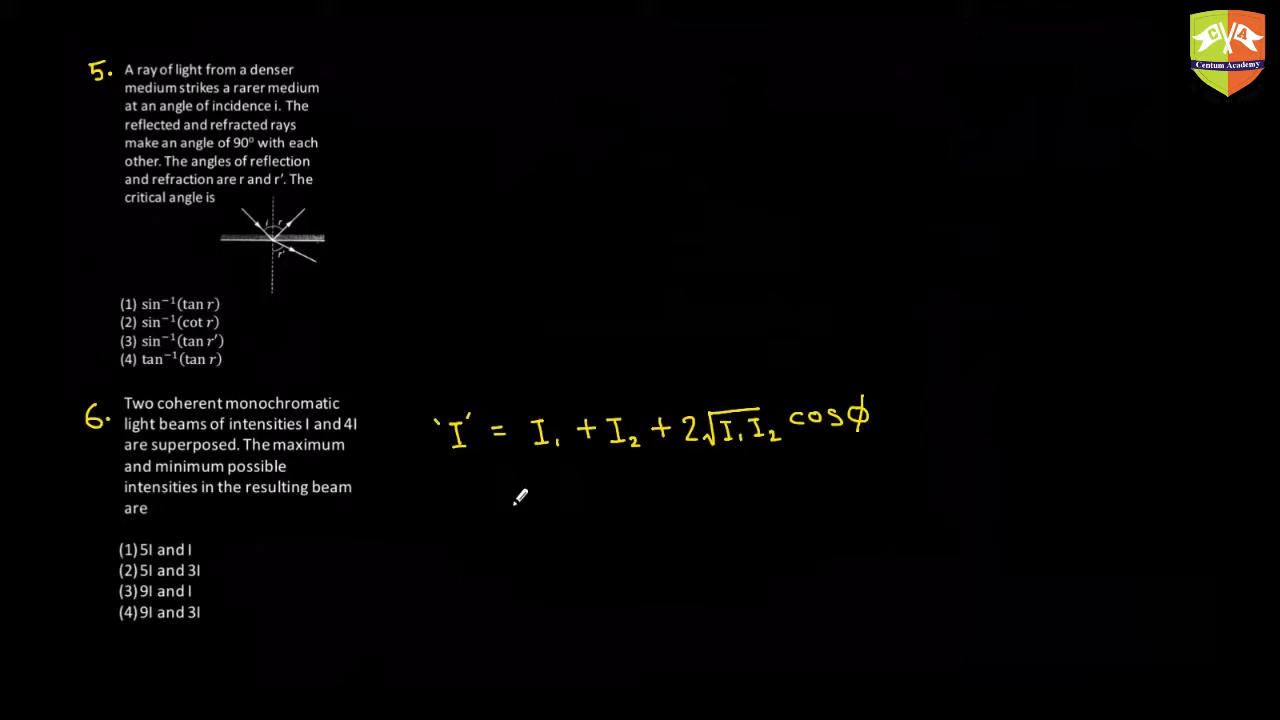 5. A ray of light from a denser
medium strikes a rarer medium
at an angle of incidence i. The
reflected and refracted rays
make an angle of 90° with each
other. The angles of reflection
and refraction are r and r'. The
critical angle is
i r
r'
(1) sin⁻¹(tan r)
(2) sin⁻¹(cot r)
(3) sin⁻¹(tan r')
(4) tan⁻¹(tan r)
6. Two coherent monochromatic
light beams of intensities I and 4I
are superposed. The maximum
and minimum possible
intensities in the resulting beam
are
(1) 5I and I
(2) 5I and 3I
(3) 9I and I
(4) 9I and 3I
'I' = I₁ + I₂ + 2√I₁I₂ cosϕ
C A
Centum Academy